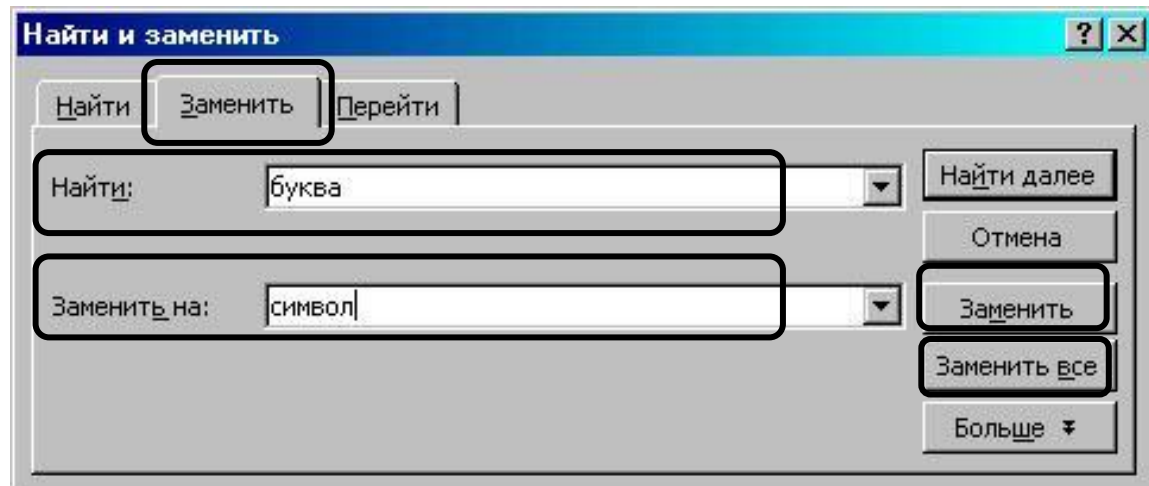 Найти и заменить
Найти Заменить Перейти
Найти: буква Найти далее
Отмена
Заменить на: символ Заменить
Заменить все
Больше